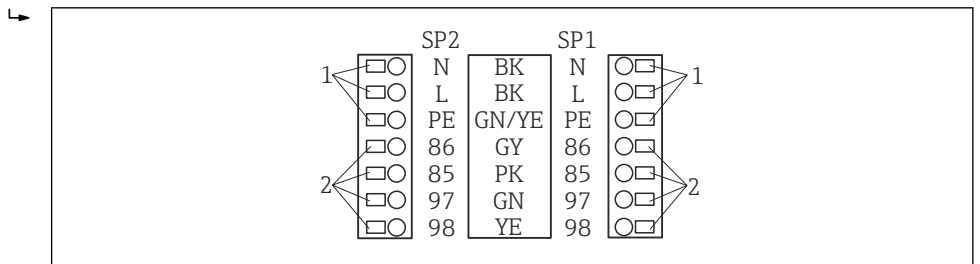 SP2 SP1
1 N BK N 1
L BK L
PE GN/YE PE
86 GY 86
2 85 PK 85 2
97 GN 97
98 YE 98